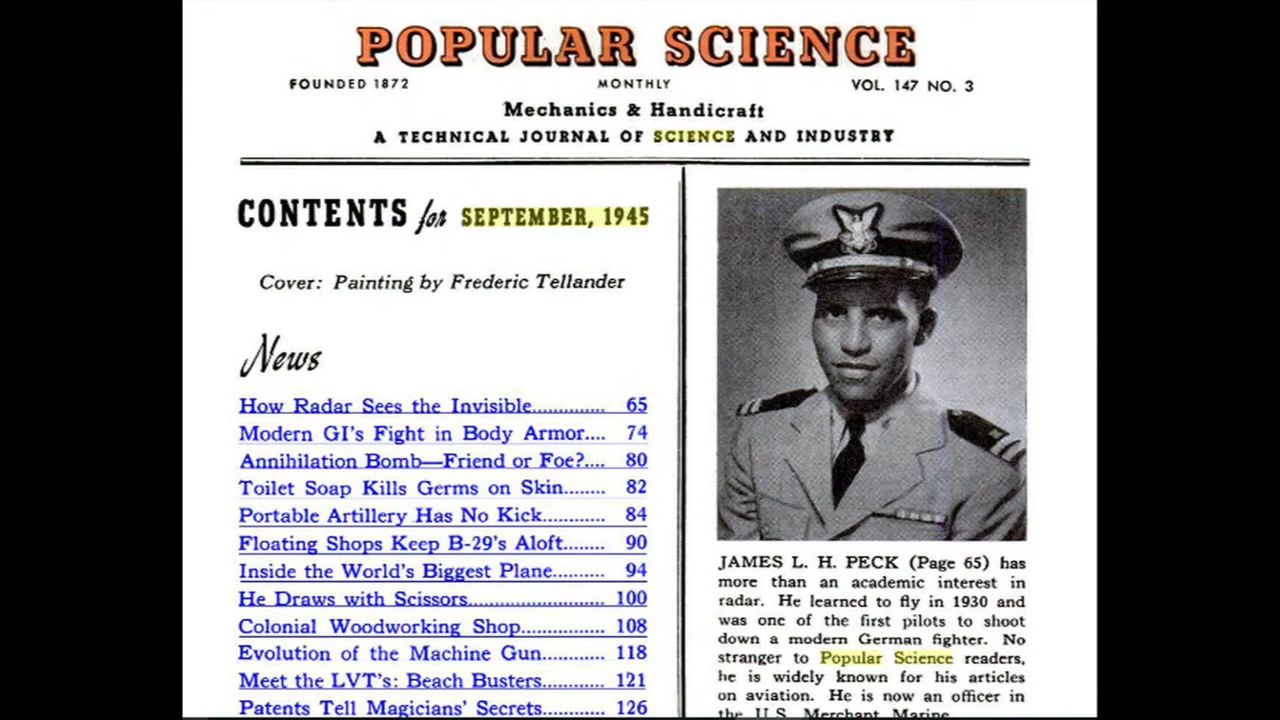 POPULAR SCIENCE
FOUNDED 1872 MONTHLY VOL. 147 NO. 3
Mechanics & Handicraft
A TECHNICAL JOURNAL OF SCIENCE AND INDUSTRY
CONTENTS for SEPTEMBER, 1945
Cover: Painting by Frederic Tellander
News
How Radar Sees the Invisible.............. 65
Modern GI's Fight in Body Armor.... 74
Annihilation Bomb—Friend or Foe?.... 80
Toilet Soap Kills Germs on Skin........ 82
Portable Artillery Has No Kick............ 84
Floating Shops Keep B-29's Aloft........ 90
Inside the World's Biggest Plane.......... 94
He Draws with Scissors........................... 100
Colonial Woodworking Shop................. 108
Evolution of the Machine Gun............. 118
Meet the LVT's: Beach Busters............ 121
Patents Tell Magicians' Secrets............ 126
JAMES L. H. PECK (Page 65) has
more than an academic interest in
radar. He learned to fly in 1930 and
was one of the first pilots to shoot
down a modern German fighter. No
stranger to Popular Science readers,
he is widely known for his articles
on aviation. He is now an officer in
the U.S. Merchant Marine.